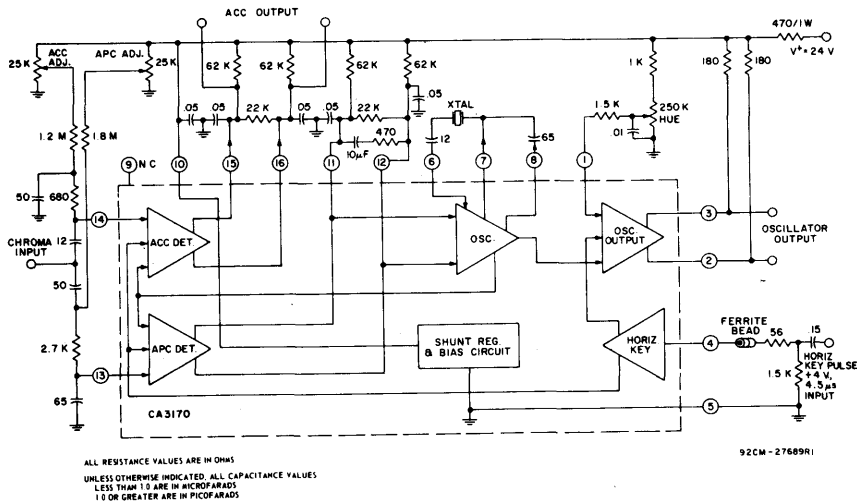 ACC OUTPUT
470/1W
V+ = 24 V
25K
ACC
ADJ.
APC ADJ.
25K
62 K
62 K
62K
62 K
1 K
180
180
.05
.05
.05
22 K
.05
.05
22K
XTAL
1.5 K
250K
HUE
.01
1.2 M
1.8M
10µF
470
12
65
9 NC
10
15
16
11
12
6
7
8
1
50
680
14
CHROMA
INPUT
12
50
ACC DET.
OSC.
OSC.
OUTPUT
3
OSCILLATOR
OUTPUT
2
APC DET.
SHUNT REG.
& BIAS CIRCUIT
HORIZ
KEY
4
FERRITE
BEAD
56
.15
2.7 K
13
1.5 K
HORIZ
KEY PULSE
+4 V,
4.5µs
INPUT
65
CA3170
5
92CM-27689R1
ALL RESISTANCE VALUES ARE IN OHMS
UNLESS OTHERWISE INDICATED, ALL CAPACITANCE VALUES
LESS THAN 1.0 ARE IN MICROFARADS
1.0 OR GREATER ARE IN PICOFARADS